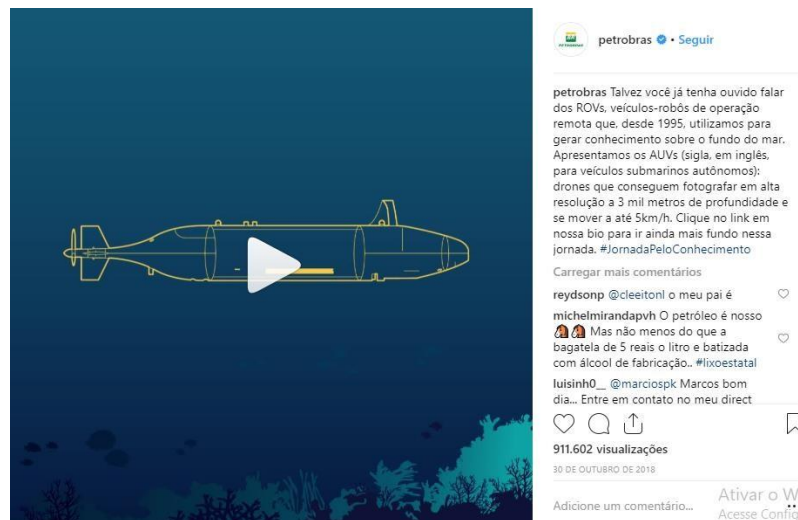 petrobras • Seguir
petrobras Talvez você já tenha ouvido falar
dos ROVs, veículos-robôs de operação
remota que, desde 1995, utilizamos para
gerar conhecimento sobre o fundo do mar.
Apresentamos os AUVs (sigla, em inglês,
para veículos submarinos autônomos):
drones que conseguem fotografar em alta
resolução a 3 mil metros de profundidade e
se mover a até 5km/h. Clique no link em
nossa bio para ir ainda mais fundo nessa
jornada. #JornadaPeloConhecimento
Carregar mais comentários
reydsonp @cleeitonl o meu pai é
michelmirandapvh O petróleo é nosso
Mas não menos do que a
bagatela de 5 reais o litro e batizada
com álcool de fabricação.. #lixoestatal
luisinh0__ @marciospk Marcos bom
dia... Entre em contato no meu direct
911.602 visualizações
30 DE OUTUBRO DE 2018
Adicione um comentário...
Ativar o W
Acesse Config